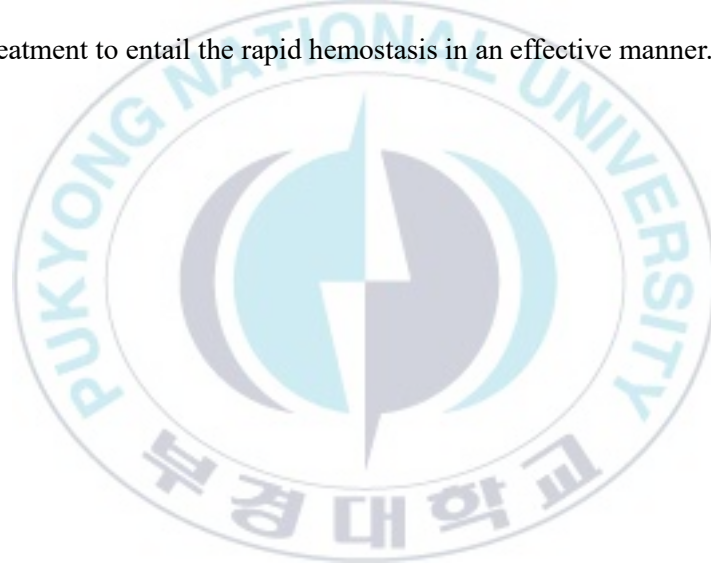 eatment to entail the rapid hemostasis in an effective manner.
PUKYONG NATIONAL UNIVERSITY
부경대학교